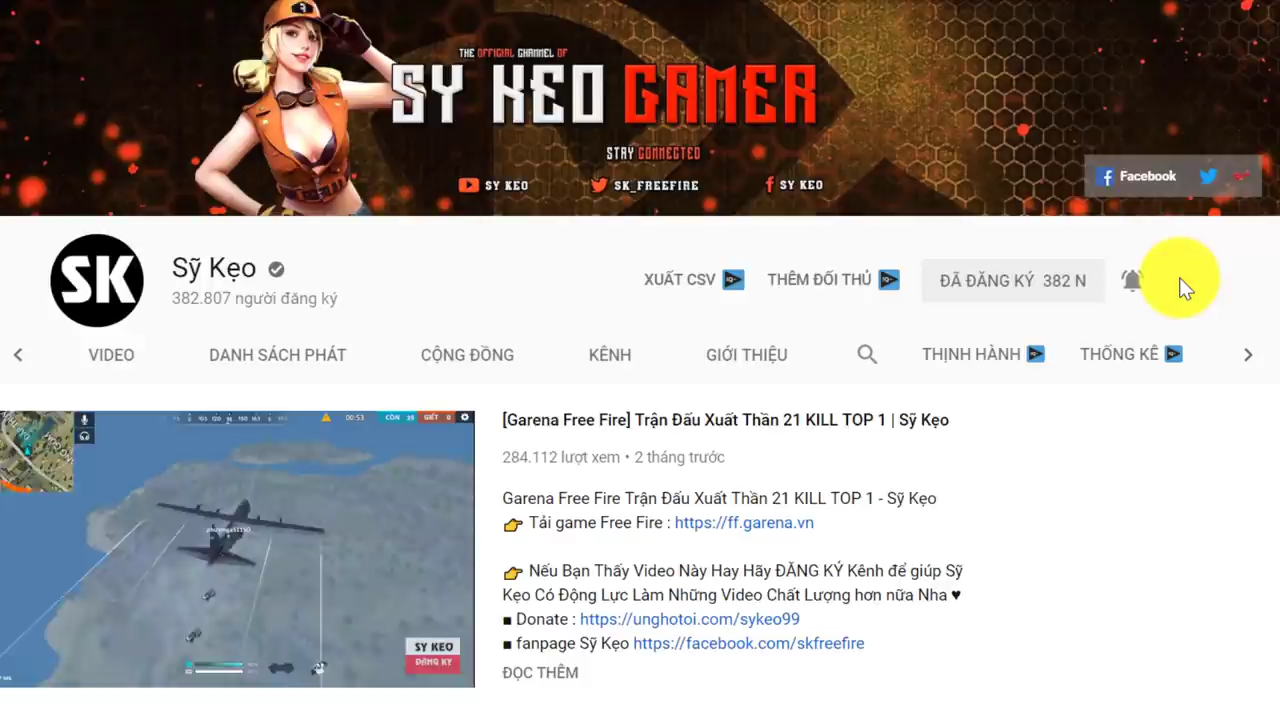 THE OFFICIAL CHANNEL OF
SY KEO GAMER
STAY CONNECTED
SY KEO
SK_FREEFIRE
SY KEO
Facebook
SK
Sỹ Kẹo
382.807 người đăng ký
XUẤT CSV
THÊM ĐỐI THỦ
ĐÃ ĐĂNG KÝ 382 N
VIDEO
DANH SÁCH PHÁT
CỘNG ĐỒNG
KÊNH
GIỚI THIỆU
THỊNH HÀNH
THỐNG KÊ
00:53
CÒN
GIẾT 0
SY KEO
ĐĂNG KÝ
[Garena Free Fire] Trận Đấu Xuất Thần 21 KILL TOP 1 | Sỹ Kẹo
284.112 lượt xem • 2 tháng trước
Garena Free Fire Trận Đấu Xuất Thần 21 KILL TOP 1 - Sỹ Kẹo
👉 Tải game Free Fire : https://ff.garena.vn
👉 Nếu Bạn Thấy Video Này Hay Hãy ĐĂNG KÝ Kênh để giúp Sỹ
Kẹo Có Động Lực Làm Những Video Chất Lượng hơn nữa Nha ♥
■ Donate : https://unghotoi.com/sykeo99
■ fanpage Sỹ Kẹo https://facebook.com/skfreefire
ĐỌC THÊM